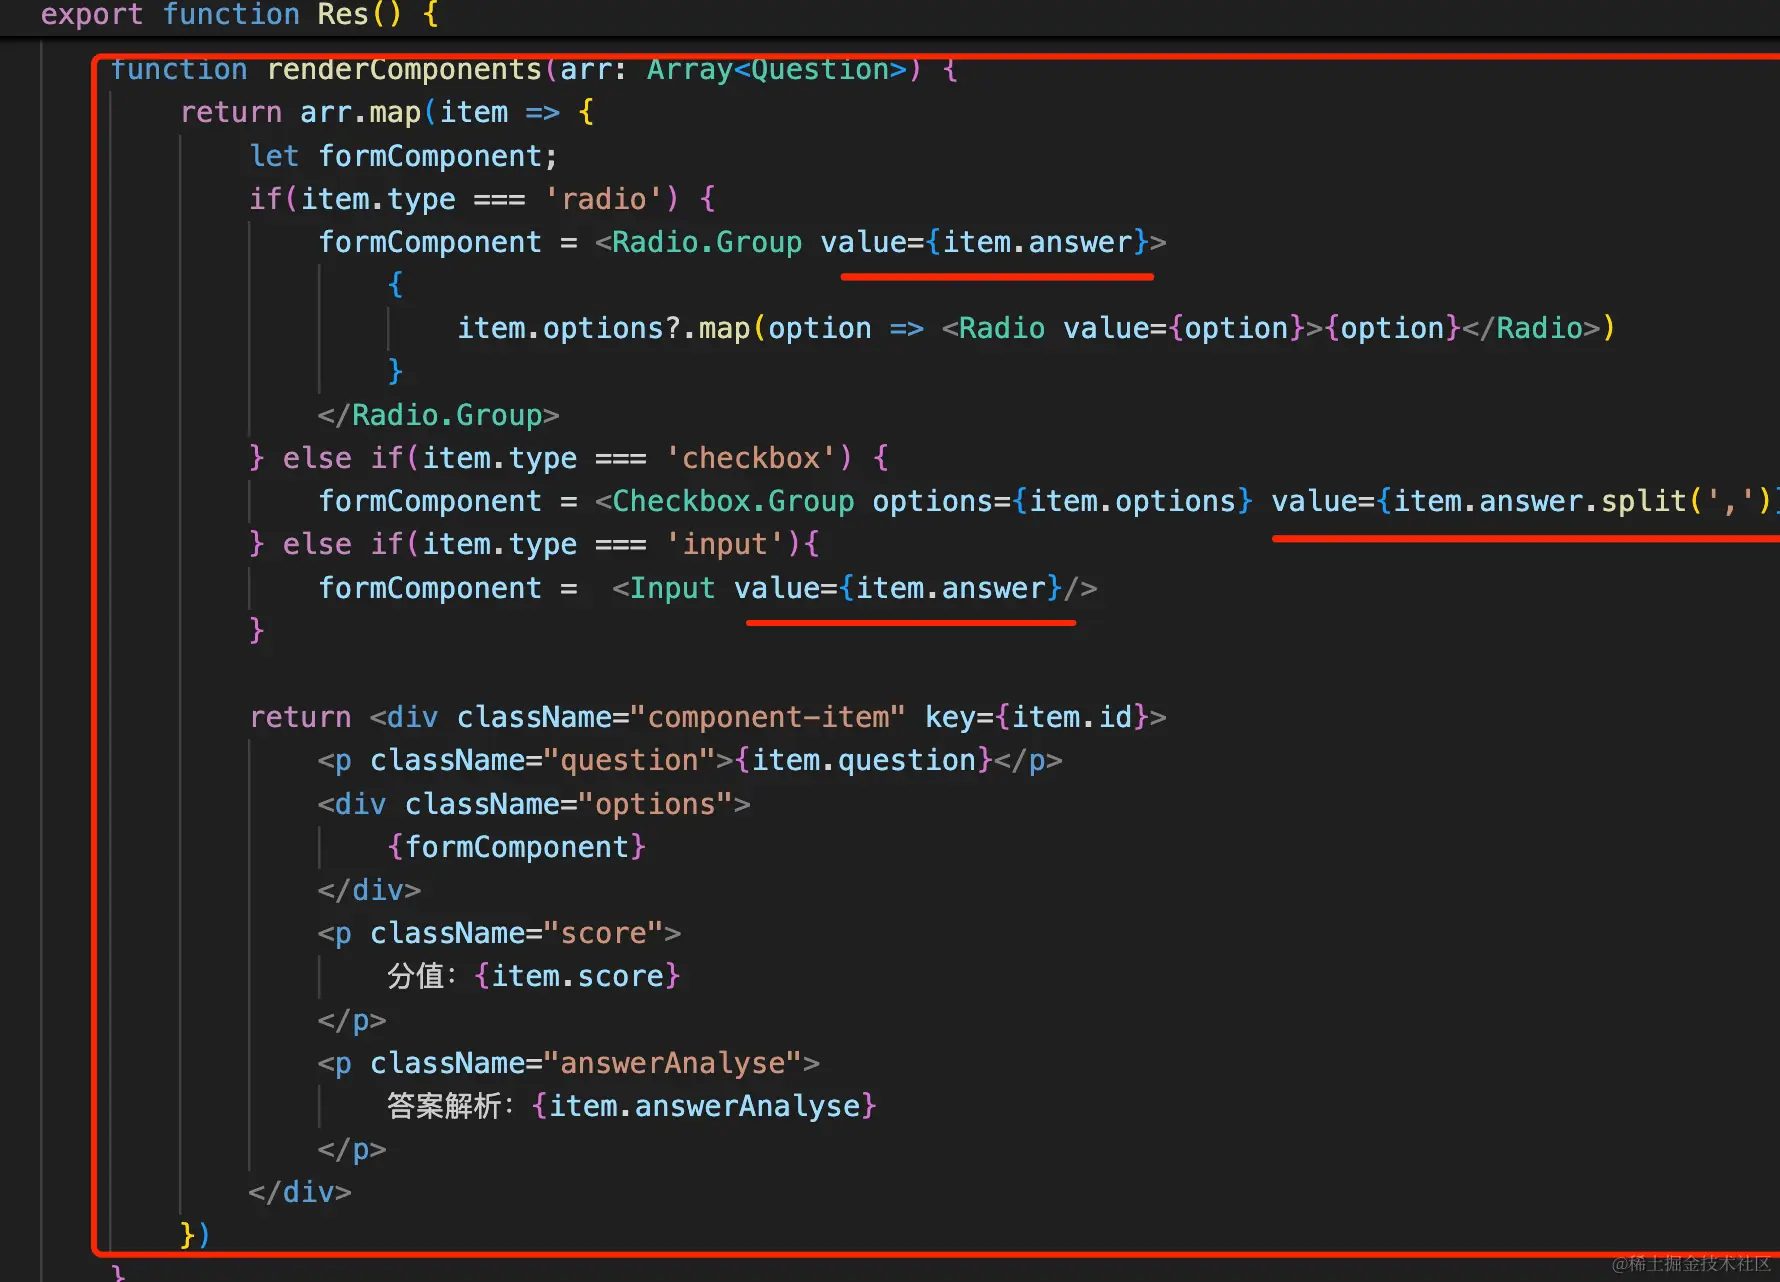 export function Res() {
function renderComponents(arr: Array<Question>) {
return arr.map(item => {
let formComponent;
if(item.type === 'radio') {
formComponent = <Radio.Group value={item.answer}>
{
item.options?.map(option => <Radio value={option}>{option}</Radio>)
}
</Radio.Group>
} else if(item.type === 'checkbox') {
formComponent = <Checkbox.Group options={item.options} value={item.answer.split(',')}
} else if(item.type === 'input'){
formComponent =  <Input value={item.answer}/>
}
return <div className="component-item" key={item.id}>
<p className="question">{item.question}</p>
<div className="options">
{formComponent}
</div>
<p className="score">
分值：{item.score}
</p>
<p className="answerAnalyse">
答案解析：{item.answerAnalyse}
</p>
</div>
})
}
@稀土掘金技术社区